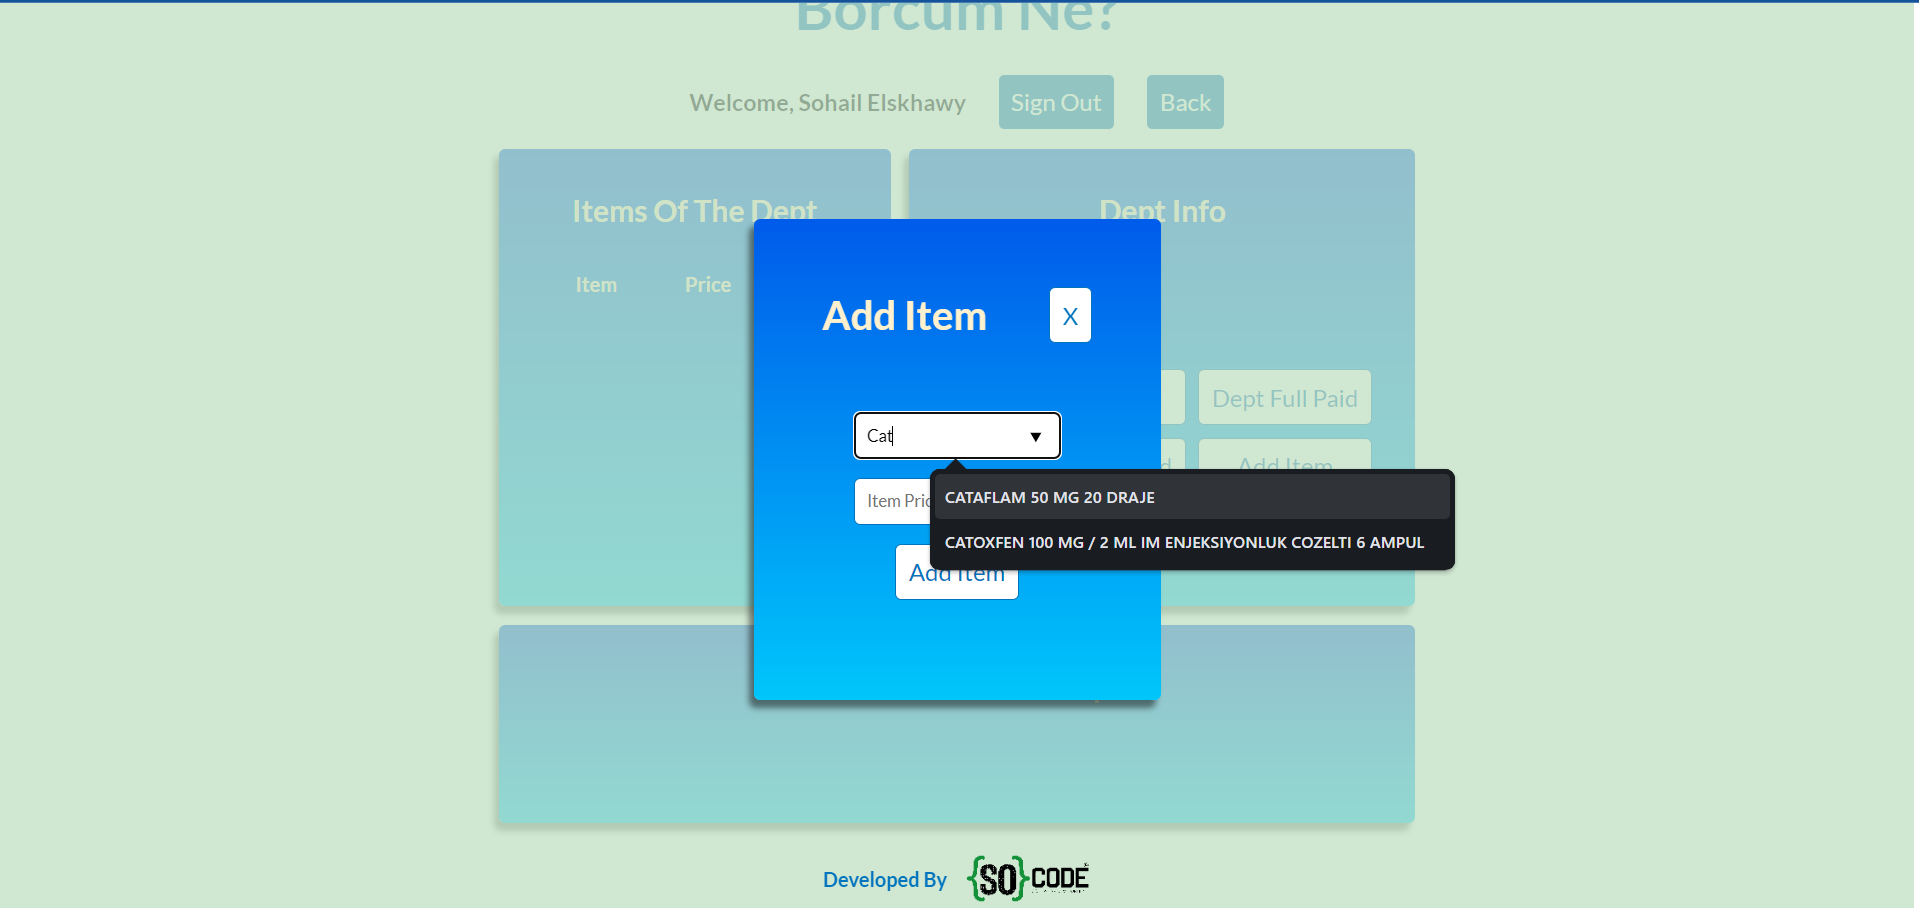 Borcum Ne?
Welcome, Sohail Elskhawy
Sign Out
Back
Items Of The Dept
Dept Info
Item
Price
Add Item
X
Dept Full Paid
Cat
Add Item
CATAFLAM 50 MG 20 DRAJE
Item Pric
CATOXFEN 100 MG / 2 ML IM ENJEKSIYONLUK COZELTI 6 AMPUL
Add Item
Developed By
{SO}CODE